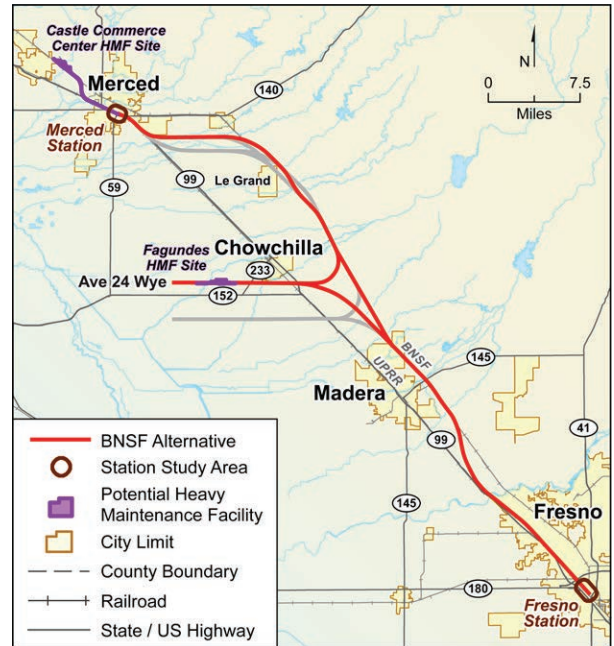 Castle Commerce
Center HMF Site
Merced
N
0 7.5
Miles
140
Merced
Station
59
99
Le Grand
Chowchilla
Fagundes
HMF Site
233
Ave 24 Wye
152
BNSF
UPRR
145
Madera
99
41
145
Fresno
180
Fresno
Station
BNSF Alternative
Station Study Area
Potential Heavy
Maintenance Facility
City Limit
County Boundary
Railroad
State / US Highway